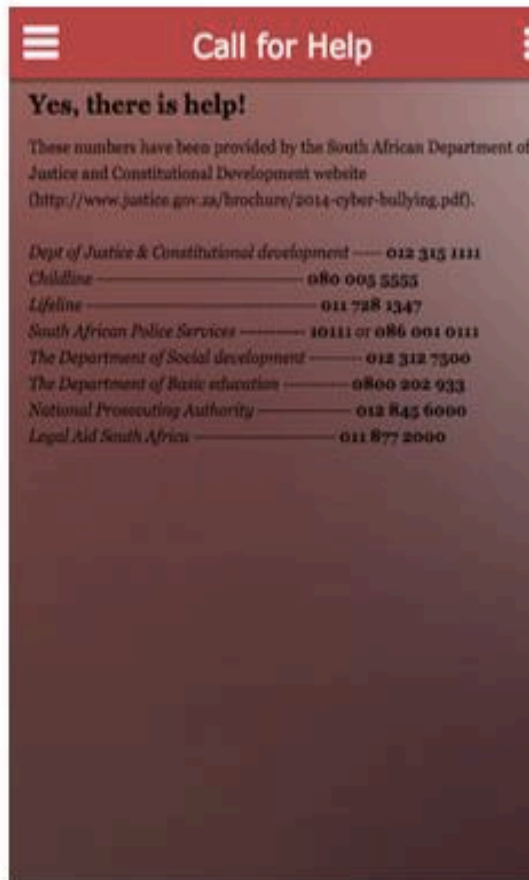 Call for Help
Yes, there is help!
These numbers have been provided by the South African Department of
Justice and Constitutional Development website
(http://www.justice.gov.za/brochure/2014-cyber-bullying.pdf).
Dept of Justice & Constitutional development ----- 012 315 1111
Childline ----------------------------------- 080 005 5555
Lifeline --------------------------------------- 011 728 1347
South African Police Services ----------- 10111 or 086 001 0111
The Department of Social development --------- 012 312 7500
The Department of Basic education ----------- 0800 202 933
National Prosecuting Authority ---------------- 012 845 6000
Legal Aid South Africa ----------------------- 011 877 2000